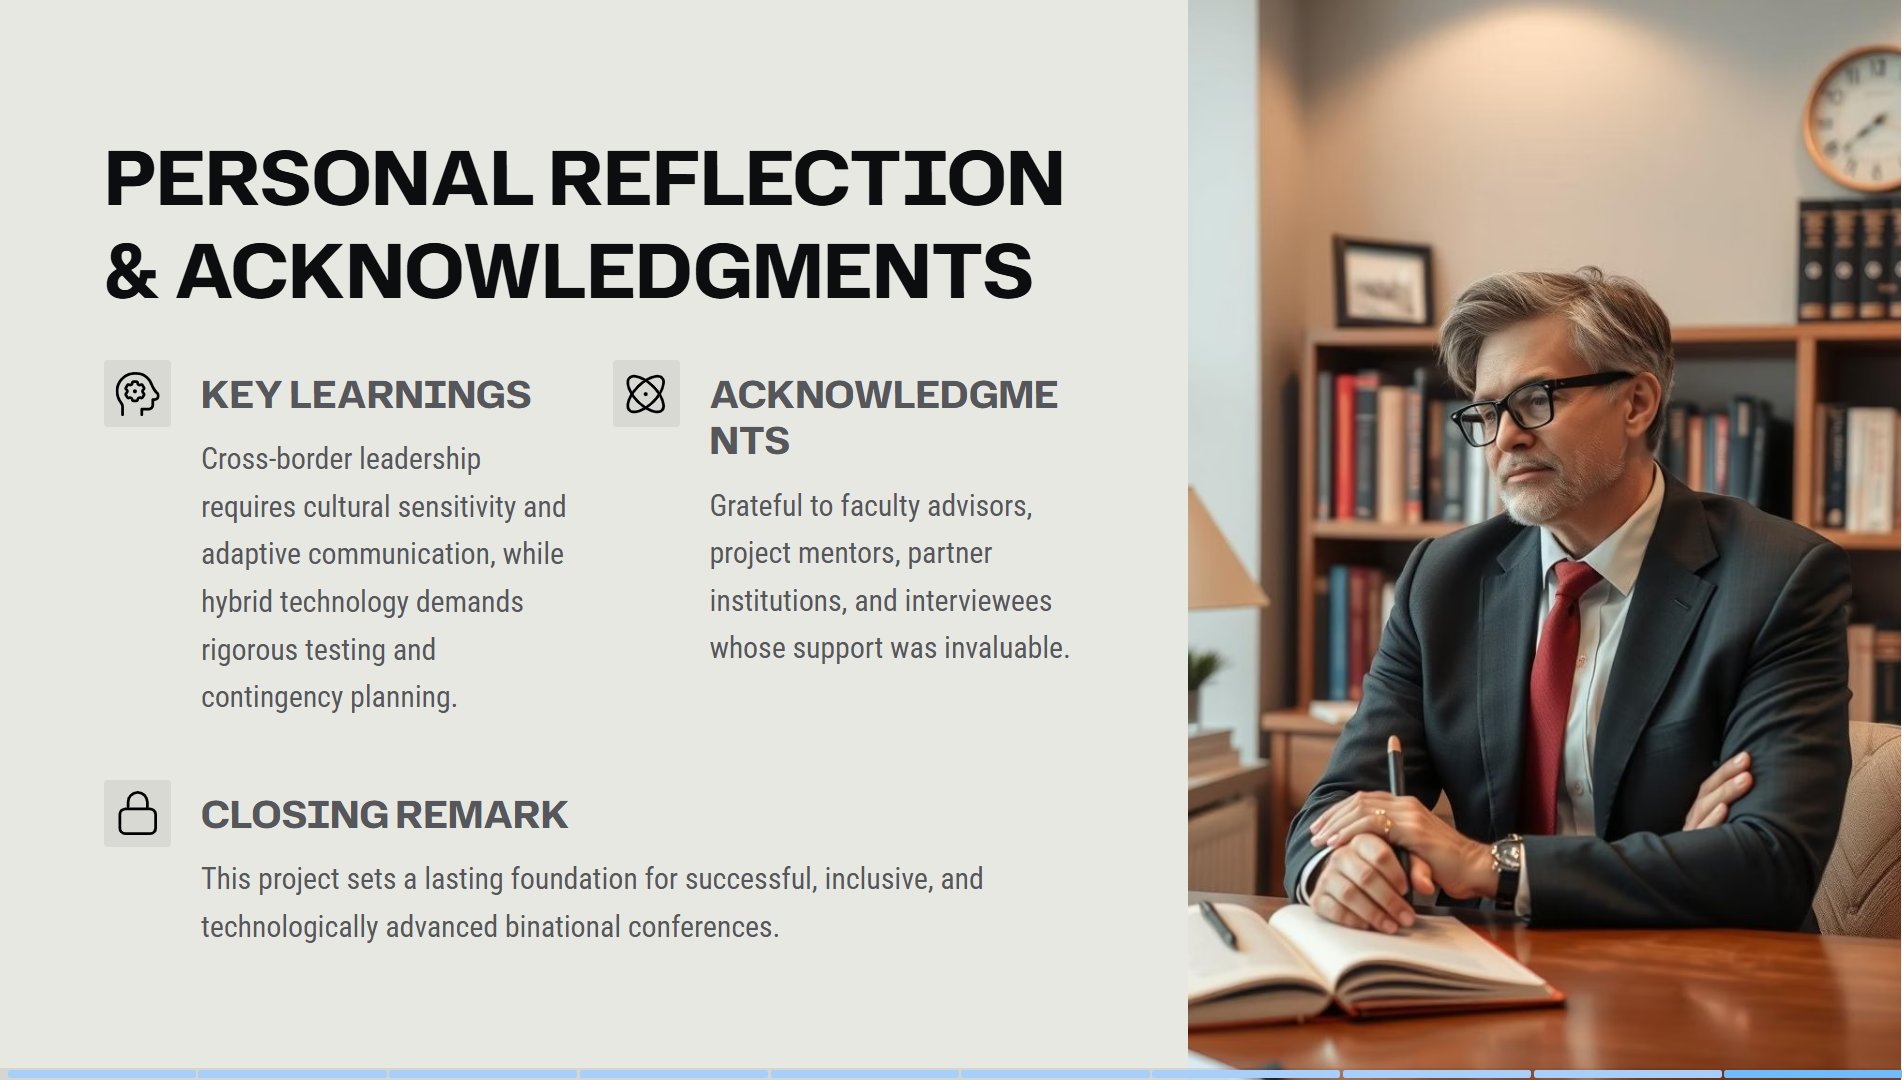 PERSONAL REFLECTION
& ACKNOWLEDGMENTS
KEY LEARNINGS
Cross-border leadership
requires cultural sensitivity and
adaptive communication, while
hybrid technology demands
rigorous testing and
contingency planning.
ACKNOWLEDGME
NTS
Grateful to faculty advisors,
project mentors, partner
institutions, and interviewees
whose support was invaluable.
CLOSING REMARK
This project sets a lasting foundation for successful, inclusive, and
technologically advanced binational conferences.